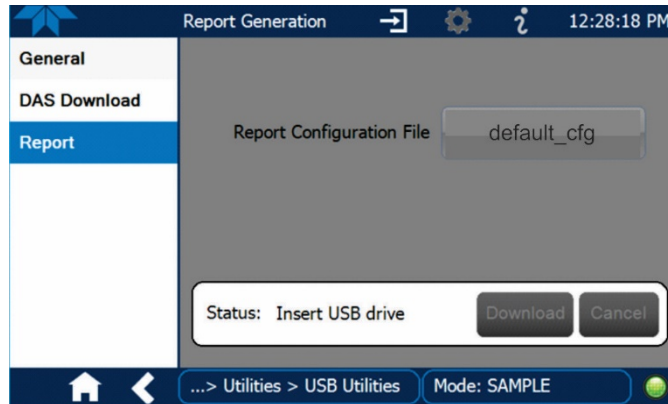 Report Generation 12:28:18 PM
General
DAS Download
Report
Report Configuration File default_cfg
Status: Insert USB drive Download Cancel
...> Utilities > USB Utilities Mode: SAMPLE